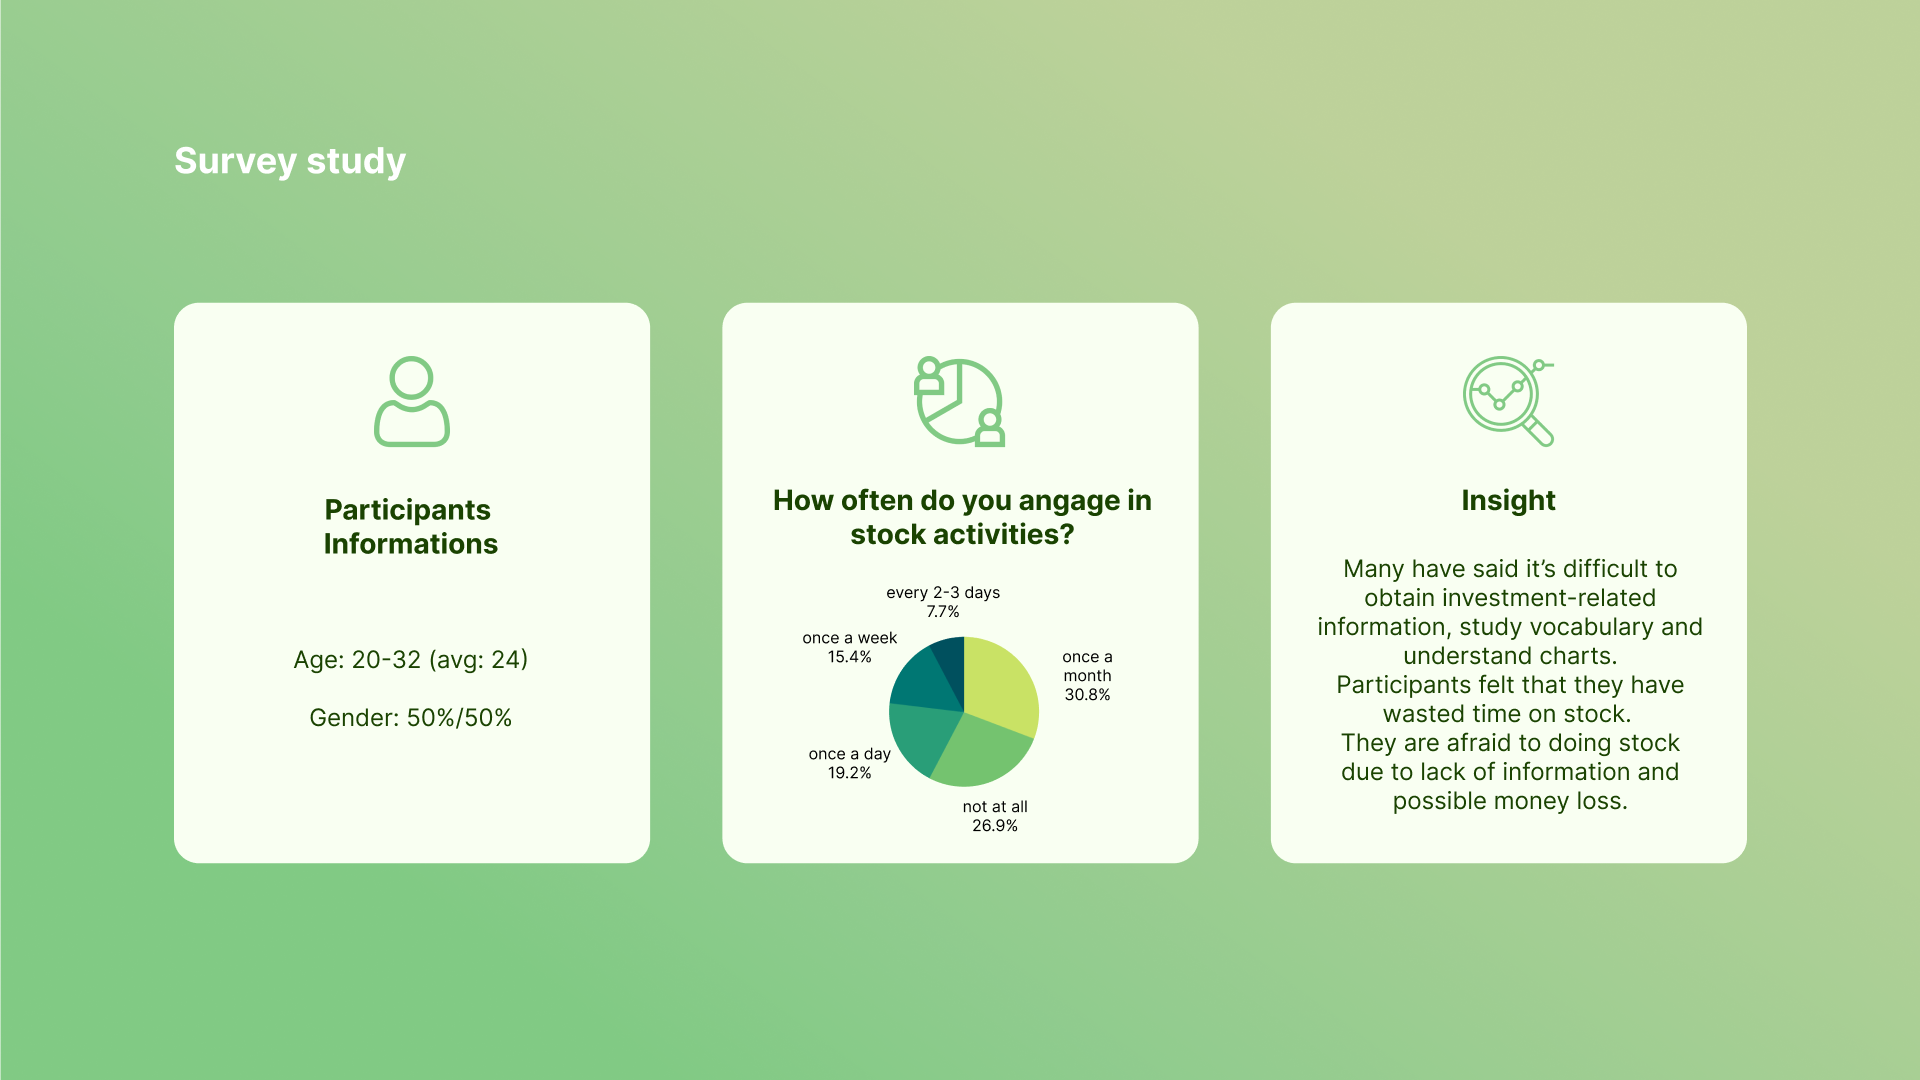 Survey study
Participants
Informations
Age: 20-32 (avg: 24)
Gender: 50%/50%
How often do you angage in
stock activities?
every 2-3 days
7.7%
once a week
15.4%
once a
month
30.8%
once a day
19.2%
not at all
26.9%
Insight
Many have said it’s difficult to
obtain investment-related
information, study vocabulary and
understand charts.
Participants felt that they have
wasted time on stock.
They are afraid to doing stock
due to lack of information and
possible money loss.